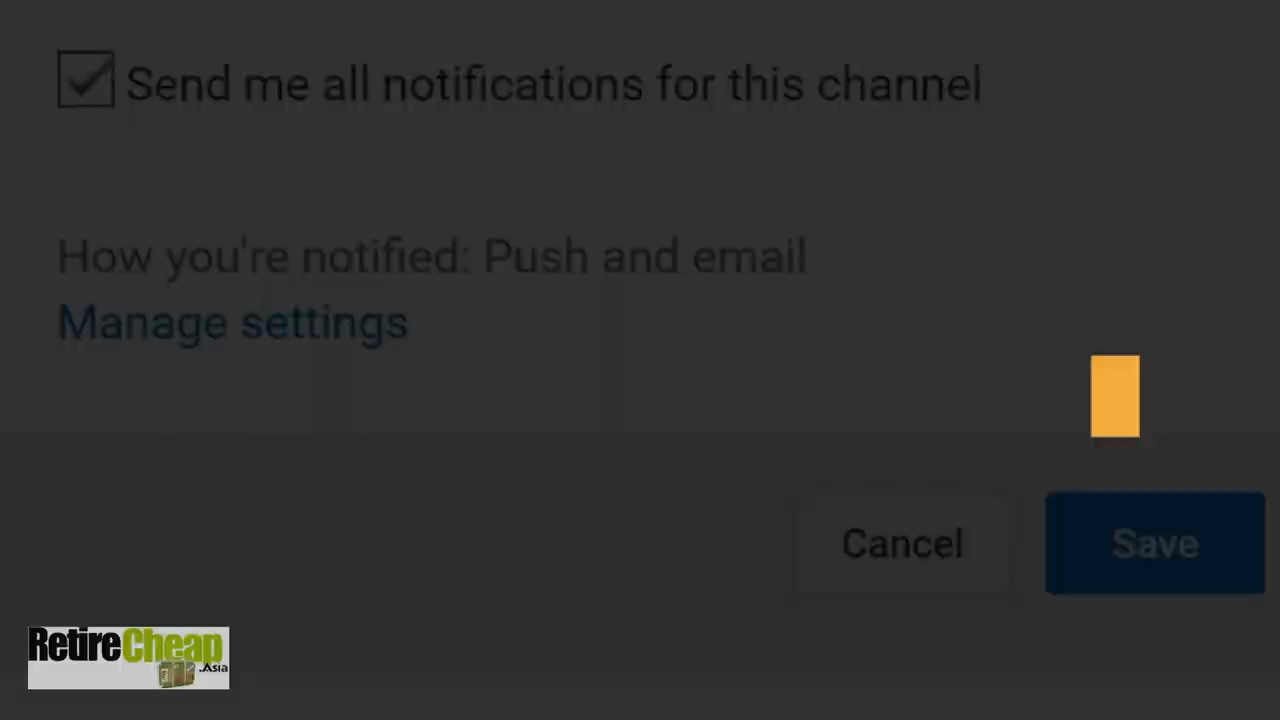 Send me all notifications for this channel
How you're notified: Push and email
Manage settings
Cancel
Save
RetireCheap
.Asia